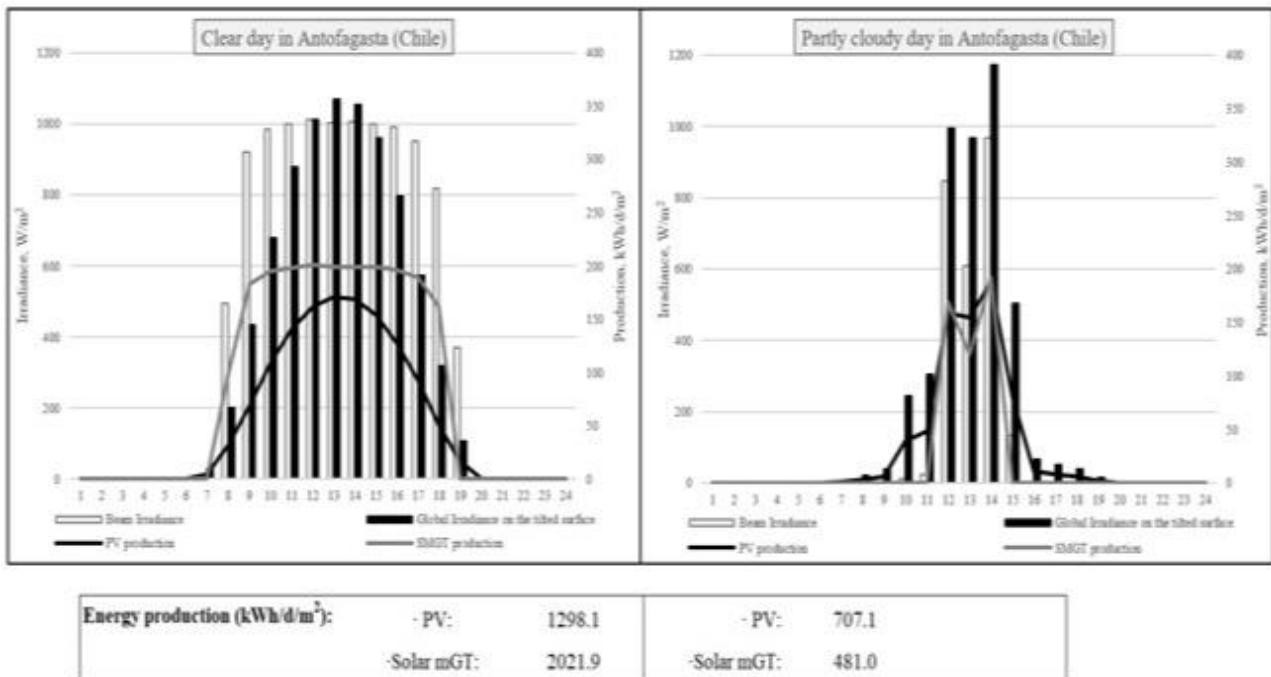 Clear day in Antofagasta (Chile)
1200
1000
800
600
400
200
0
Irradiance, W/m²
400
350
300
250
200
150
100
50
0
Production, kWh/d/m²
1 2 3 4 5 6 7 8 9 10 11 12 13 14 15 16 17 18 19 20 21 22 23 24
Beam Irradiance
Global Irradiance on the tilted surface
PV production
SMGT production
Partly cloudy day in Antofagasta (Chile)
1200
1000
800
600
400
200
0
Irradiance, W/m²
400
350
300
250
200
150
100
50
0
Production, kWh/d/m²
1 2 3 4 5 6 7 8 9 10 11 12 13 14 15 16 17 18 19 20 21 22 23 24
Beam Irradiance
Global Irradiance on the tilted surface
PV production
SMGT production
Energy production (kWh/d/m²): - PV: 1298.1 - PV: 707.1
-Solar mGT: 2021.9 -Solar mGT: 481.0